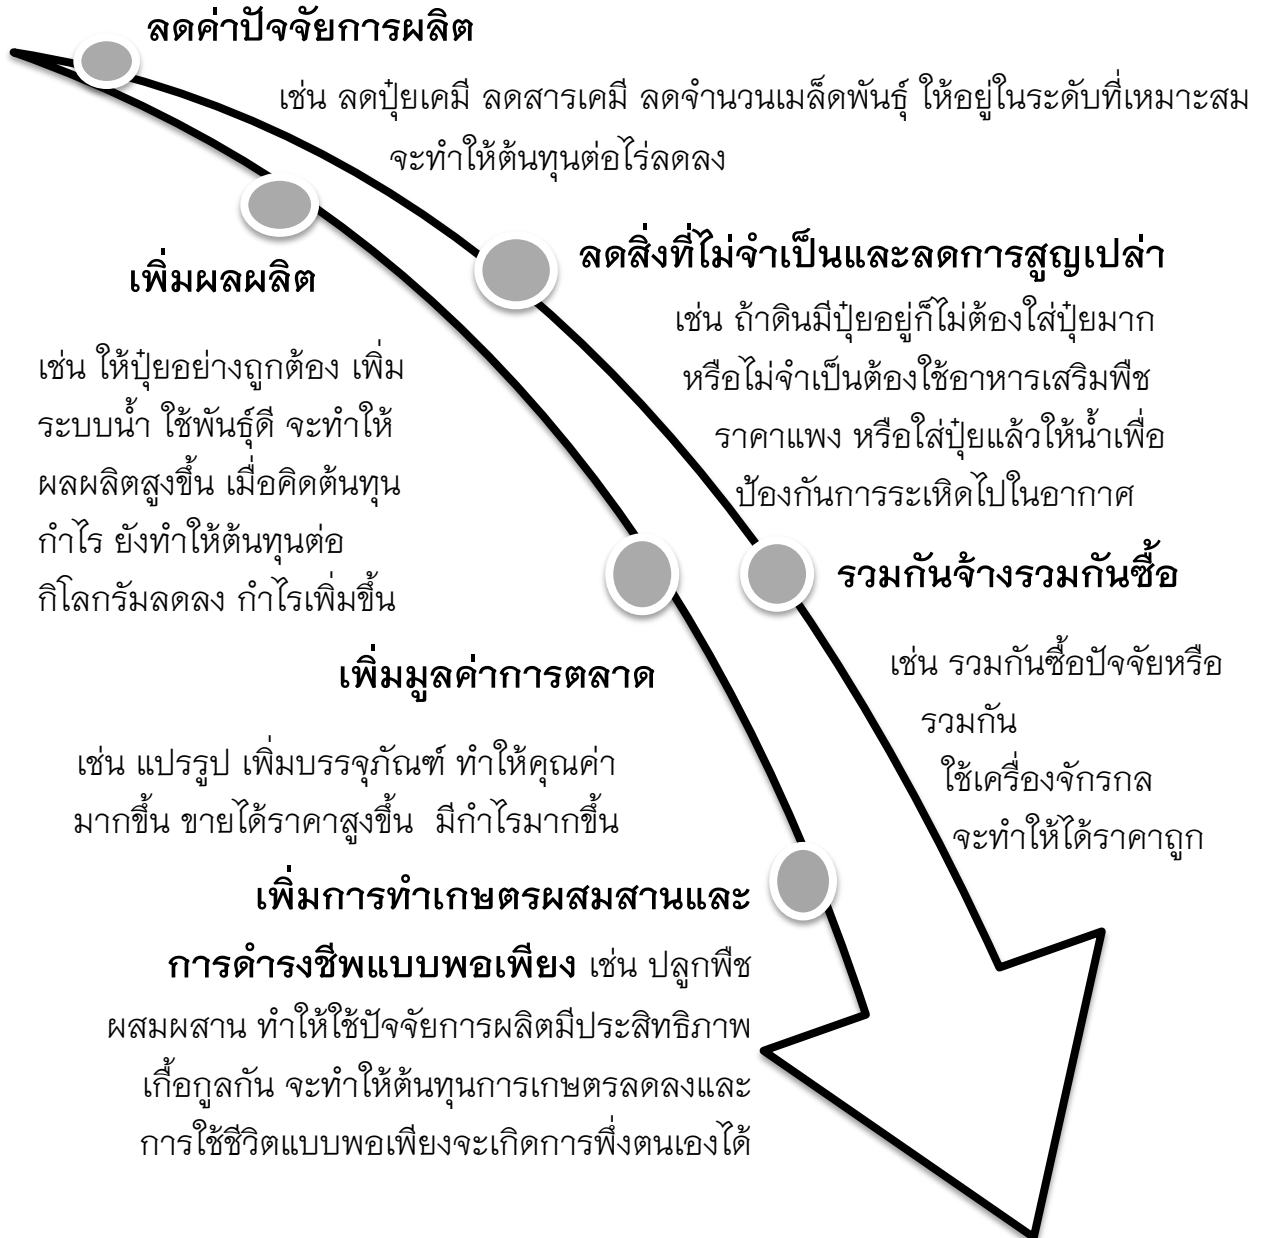 ลดค่าปัจจัยการผลิต
เช่น ลดปุ๋ยเคมี ลดสารเคมี ลดจำนวนเมล็ดพันธุ์ ให้อยู่ในระดับที่เหมาะสม
จะทำให้ต้นทุนต่อไร่ลดลง
เพิ่มผลผลิต
เช่น ให้ปุ๋ยอย่างถูกต้อง เพิ่ม
ระบบน้ำ ใช้พันธุ์ดี จะทำให้
ผลผลิตสูงขึ้น เมื่อคิดต้นทุน
กำไร ยังทำให้ต้นทุนต่อ
กิโลกรัมลดลง กำไรเพิ่มขึ้น
ลดสิ่งที่ไม่จำเป็นและลดการสูญเปล่า
เช่น ถ้าดินมีปุ๋ยอยู่ก็ไม่ต้องใส่ปุ๋ยมาก
หรือไม่จำเป็นต้องใช้อาหารเสริมพืช
ราคาแพง หรือใส่ปุ๋ยแล้วให้น้ำเพื่อ
ป้องกันการระเหิดไปในอากาศ
รวมกันจ้างรวมกันซื้อ
เช่น รวมกันซื้อปัจจัยหรือ
รวมกัน
ใช้เครื่องจักรกล
จะทำให้ได้ราคาถูก
เพิ่มมูลค่าการตลาด
เช่น แปรรูป เพิ่มบรรจุภัณฑ์ ทำให้คุณค่า
มากขึ้น ขายได้ราคาสูงขึ้น มีกำไรมากขึ้น
เพิ่มการทำเกษตรผสมสานและ
การดำรงชีพแบบพอเพียง เช่น ปลูกพืช
ผสมผสาน ทำให้ใช้ปัจจัยการผลิตมีประสิทธิภาพ
เกื้อกูลกัน จะทำให้ต้นทุนการเกษตรลดลงและ
การใช้ชีวิตแบบพอเพียงจะเกิดการพึ่งตนเองได้